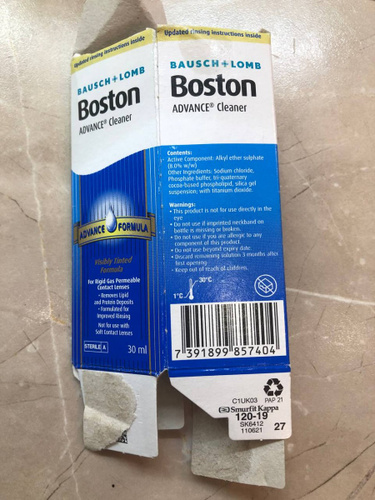 Updated rinsing instructions inside
BAUSCH + LOMB
Boston
ADVANCE® Cleaner
ADVANCE FORMULA
Visibly Tinted
Formula
For Rigid Gas Permeable
Contact Lenses
- Removes Lipid
and Protein Deposits
- Formulated for
Improved Rinsing
Not for use with
Soft Contact Lenses
STERILE A
30 ml
Updated rinsing instructions inside
BAUSCH + LOMB
Boston
ADVANCE® Cleaner
Contents:
Active Component: Alkyl ether sulphate
(8.0% w/w)
Other Ingredients: Sodium chloride,
Phosphate buffer, tri-quaternary
cocoa-based phospholipid, silica gel
suspension; with titanium dioxide.
Warnings:
• This product is not for use directly in the
eye
• Do not use if imprinted neckband on
bottle is missing or broken.
• Do not use if you are allergic to any
component of this product.
• Do not use beyond expiry date.
• Discard remaining solution 3 months after
first opening.
• Keep out of reach of children.
30°C
1°C
7 391899 857404
C1UK03 PAP 21
Smurfit Kappa
120-19
SK6412
110621
27